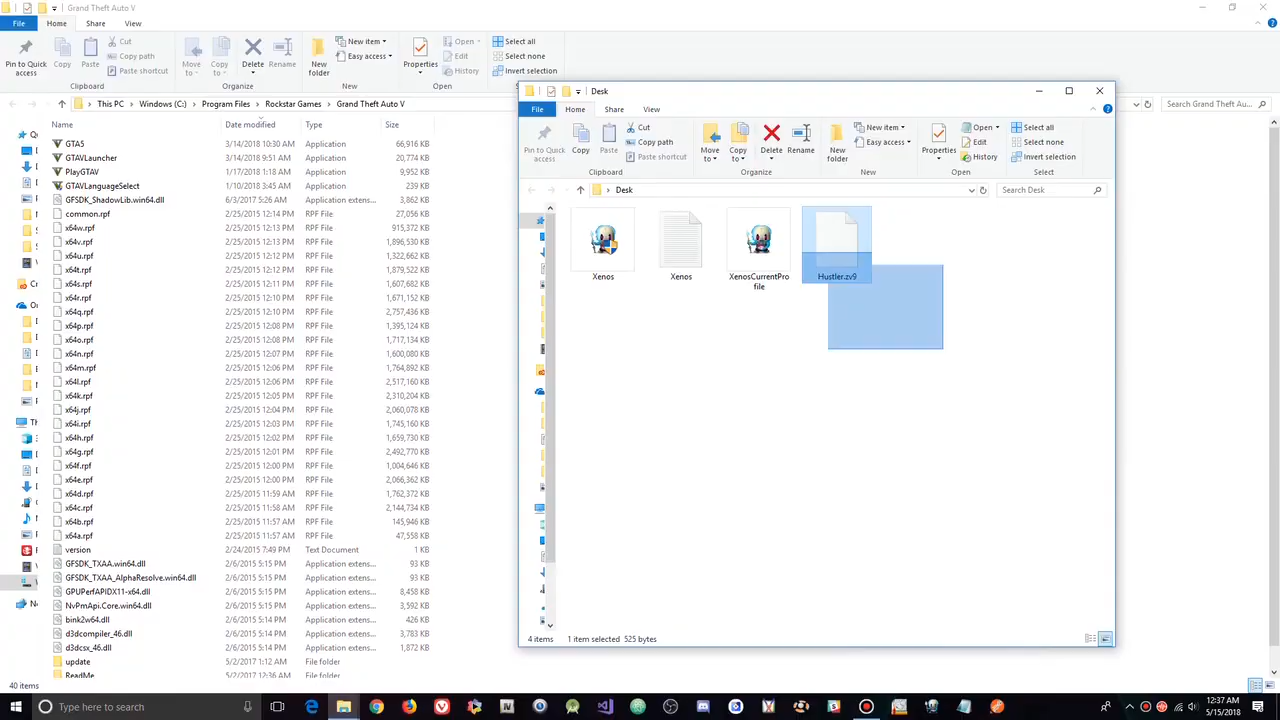 Grand Theft Auto V
File Home Share View
Pin to Quick access
Copy
Paste
Cut
Copy path
Paste shortcut
Clipboard
Move to
Copy to
Delete
Rename
Organize
New folder
New item
Easy access
New
Properties
Open
Edit
History
Open
Select all
Select none
Invert selection
This PC > Windows (C:) > Program Files > Rockstar Games > Grand Theft Auto V
Search Grand Theft Au...
Name Date modified Type Size
GTA5 3/14/2018 10:30 AM Application 66,916 KB
GTAVLauncher 3/14/2018 9:51 AM Application 20,774 KB
PlayGTAV 1/17/2018 1:18 AM Application 9,952 KB
GTAVLanguageSelect 1/10/2018 3:45 AM Application 239 KB
GFSDK_ShadowLib.win64.dll 6/3/2017 5:26 AM Application extens... 3,862 KB
common.rpf 2/25/2015 12:14 PM RPF File 27,056 KB
x64w.rpf 2/25/2015 12:13 PM RPF File 915,372 KB
x64v.rpf 2/25/2015 12:13 PM RPF File 1,896,530 KB
x64u.rpf 2/25/2015 12:12 PM RPF File 1,322,662 KB
x64t.rpf 2/25/2015 12:12 PM RPF File 1,879,522 KB
x64s.rpf 2/25/2015 12:11 PM RPF File 1,607,682 KB
x64r.rpf 2/25/2015 12:10 PM RPF File 1,671,152 KB
x64q.rpf 2/25/2015 12:10 PM RPF File 2,757,436 KB
x64p.rpf 2/25/2015 12:08 PM RPF File 1,395,124 KB
x64o.rpf 2/25/2015 12:08 PM RPF File 1,717,134 KB
x64n.rpf 2/25/2015 12:07 PM RPF File 1,600,080 KB
x64m.rpf 2/25/2015 12:06 PM RPF File 1,764,892 KB
x64l.rpf 2/25/2015 12:06 PM RPF File 2,517,160 KB
x64k.rpf 2/25/2015 12:05 PM RPF File 2,310,204 KB
x64j.rpf 2/25/2015 12:04 PM RPF File 2,060,078 KB
x64i.rpf 2/25/2015 12:03 PM RPF File 1,745,160 KB
x64h.rpf 2/25/2015 12:02 PM RPF File 1,659,730 KB
x64g.rpf 2/25/2015 12:01 PM RPF File 2,492,770 KB
x64f.rpf 2/25/2015 12:00 PM RPF File 1,004,646 KB
x64e.rpf 2/25/2015 12:00 PM RPF File 2,066,362 KB
x64d.rpf 2/25/2015 11:59 AM RPF File 1,762,372 KB
x64c.rpf 2/25/2015 11:58 AM RPF File 2,144,734 KB
x64b.rpf 2/25/2015 11:57 AM RPF File 145,946 KB
x64a.rpf 2/25/2015 11:57 AM RPF File 47,558 KB
version 2/24/2015 7:49 PM Text Document 1 KB
GFSDK_TXAA.win64.dll 2/6/2015 5:15 PM Application extens... 93 KB
GFSDK_TXAA_AlphaResolve.win64.dll 2/6/2015 5:15 PM Application extens... 93 KB
GPUPerfAPIDX11-x64.dll 2/6/2015 5:15 PM Application extens... 8,458 KB
NvPmApi.Core.win64.dll 2/6/2015 5:15 PM Application extens... 3,592 KB
bink2w64.dll 2/6/2015 5:14 PM Application extens... 426 KB
d3dcompiler_46.dll 2/6/2015 5:14 PM Application extens... 3,783 KB
d3dcsx_46.dll 2/6/2015 5:14 PM Application extens... 1,872 KB
update 5/2/2017 1:12 AM File folder
ReadMe 5/2/2017 12:36 AM File folder
40 items
Desk
File Home Share View
Pin to Quick access
Copy
Paste
Cut
Copy path
Paste shortcut
Clipboard
Move to
Copy to
Delete
Rename
Organize
New folder
New item
Easy access
New
Properties
Open
Edit
History
Open
Select all
Select none
Invert selection
Select
> Desk
Search Desk
Xenos
Xenos
XenosCurrentProfile
Hustler.zv9
4 items 1 item selected 525 bytes
Type here to search
12:37 AM
5/15/2018